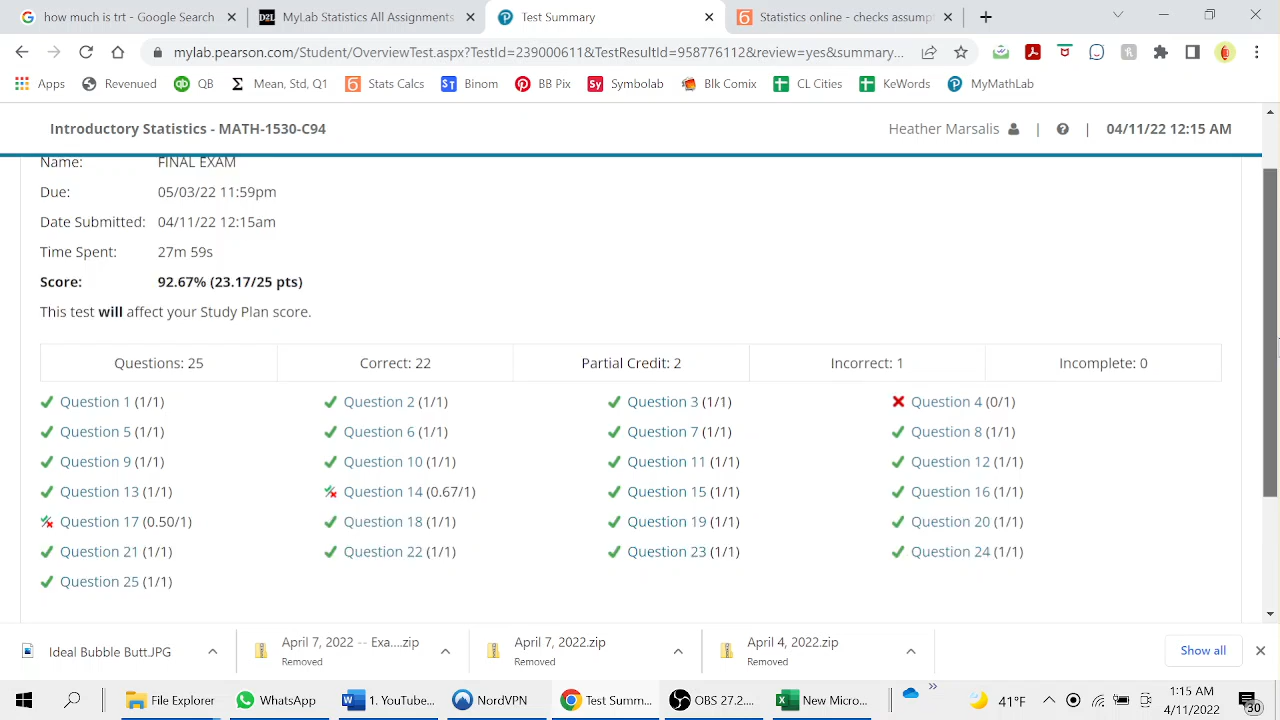 how much is trt - Google Search
MyLab Statistics All Assignments
Test Summary
Statistics online - checks assump
mylab.pearson.com/Student/OverviewTest.aspx?TestId=239000611&TestResultId=958776112&review=yes&summary...
Apps
Revenued
QB
Mean, Std, Q1
Stats Calcs
Binom
BB Pix
Symbolab
Blk Comix
CL Cities
KeWords
MyMathLab
Introductory Statistics - MATH-1530-C94
Heather Marsalis | | 04/11/22 12:15 AM
Name: FINAL EXAM
Due: 05/03/22 11:59pm
Date Submitted: 04/11/22 12:15am
Time Spent: 27m 59s
Score: 92.67% (23.17/25 pts)
This test will affect your Study Plan score.
Questions: 25 Correct: 22 Partial Credit: 2 Incorrect: 1 Incomplete: 0
Question 1 (1/1) Question 2 (1/1) Question 3 (1/1) Question 4 (0/1)
Question 5 (1/1) Question 6 (1/1) Question 7 (1/1) Question 8 (1/1)
Question 9 (1/1) Question 10 (1/1) Question 11 (1/1) Question 12 (1/1)
Question 13 (1/1) Question 14 (0.67/1) Question 15 (1/1) Question 16 (1/1)
Question 17 (0.50/1) Question 18 (1/1) Question 19 (1/1) Question 20 (1/1)
Question 21 (1/1) Question 22 (1/1) Question 23 (1/1) Question 24 (1/1)
Question 25 (1/1)
Ideal Bubble Butt.JPG
April 7, 2022 -- Exa....zip
Removed
April 7, 2022.zip
Removed
April 4, 2022.zip
Removed
Show all
File Explorer
WhatsApp
1. YouTube...
NordVPN
Test Summ...
OBS 27.2....
New Micro...
41°F
1:15 AM
4/11/2022
30